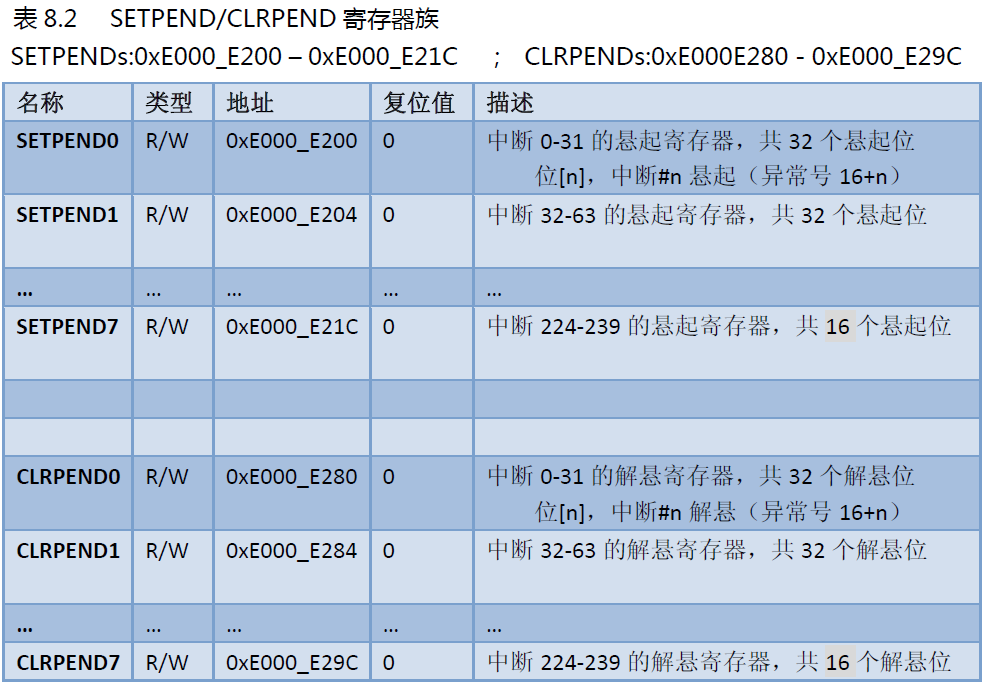 表 8.2 SETPEND/CLRPEND 寄存器族
SETPENDs:0xE000_E200 – 0xE000_E21C ; CLRPENDs:0xE000E280 - 0xE000_E29C
名称 类型 地址 复位值 描述
SETPEND0 R/W 0xE000_E200 0 中断 0-31 的悬起寄存器，共 32 个悬起位
位[n]，中断#n 悬起（异常号 16+n）
SETPEND1 R/W 0xE000_E204 0 中断 32-63 的悬起寄存器，共 32 个悬起位
... ... ... ... ...
SETPEND7 R/W 0xE000_E21C 0 中断 224-239 的悬起寄存器，共 16 个悬起位
CLRPEND0 R/W 0xE000_E280 0 中断 0-31 的解悬寄存器，共 32 个解悬位
位[n]，中断#n 解悬（异常号 16+n）
CLRPEND1 R/W 0xE000_E284 0 中断 32-63 的解悬寄存器，共 32 个解悬位
... ... ... ... ...
CLRPEND7 R/W 0xE000_E29C 0 中断 224-239 的解悬寄存器，共 16 个解悬位